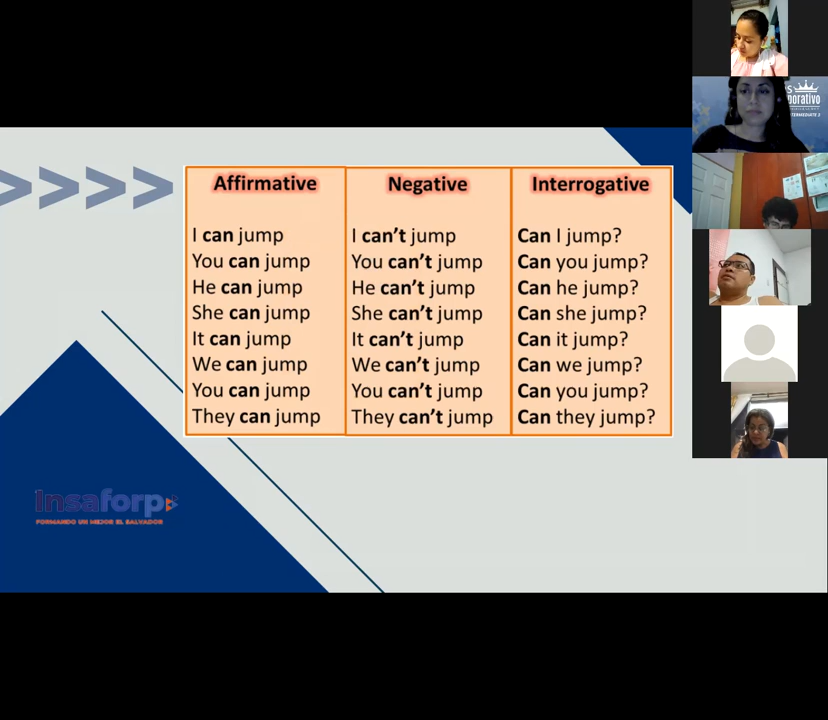 Affirmative
I can jump
You can jump
He can jump
She can jump
It can jump
We can jump
You can jump
They can jump
Negative
I can't jump
You can't jump
He can't jump
She can't jump
It can't jump
We can't jump
You can't jump
They can't jump
Interrogative
Can I jump?
Can you jump?
Can he jump?
Can she jump?
Can it jump?
Can we jump?
Can you jump?
Can they jump?
Insaforp
FORMANDO UN MEJOR EL SALVADOR